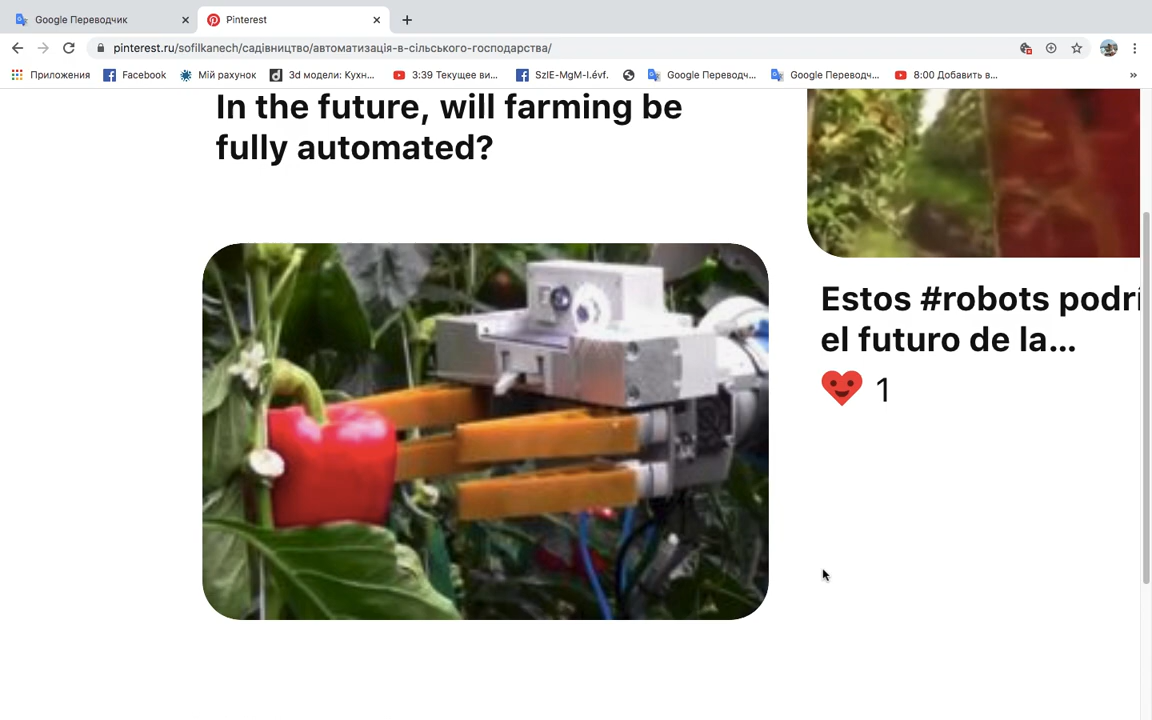 Google Переводчик
Pinterest
pinterest.ru/sofilkanech/садівництво/автоматизація-в-сільського-господарства/
Приложения
Facebook
Мій рахунок
3d модели: Кухн...
3:39 Текущее ви...
SzIE-MgM-I.évf.
Google Переводч...
Google Переводч...
8:00 Добавить в...
In the future, will farming be
fully automated?
Estos #robots podrí
el futuro de la...
1